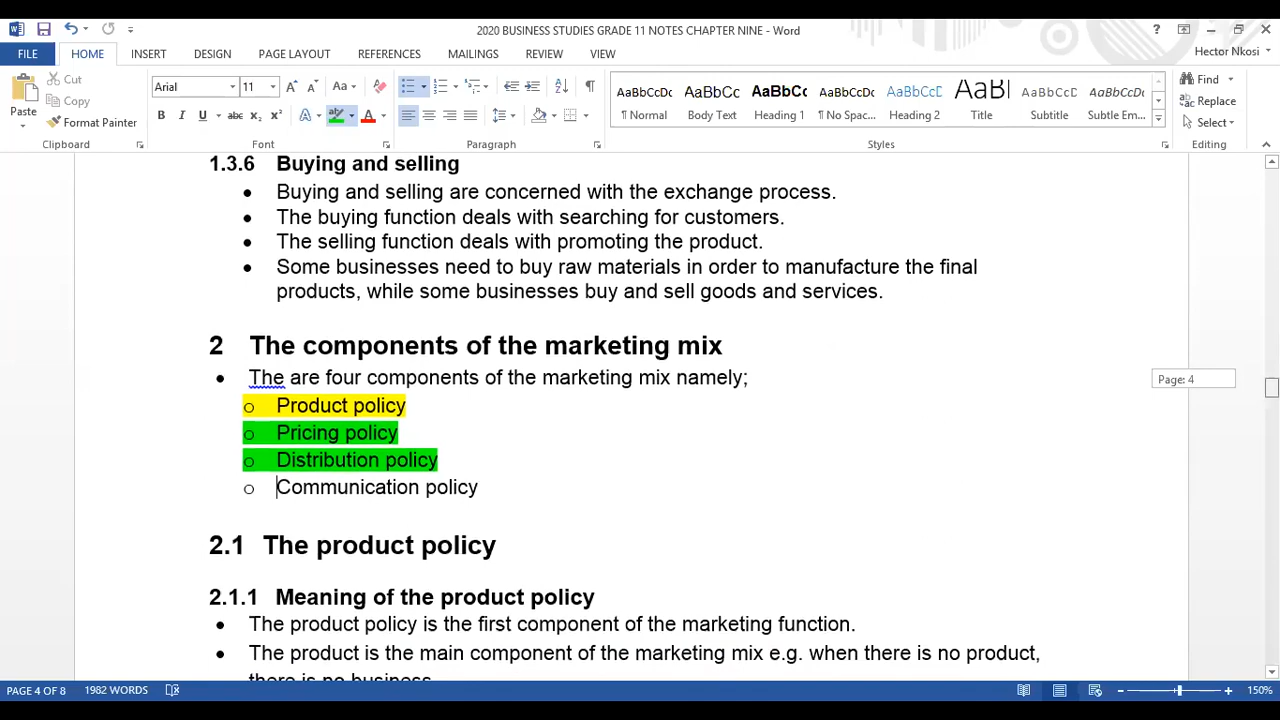 2020 BUSINESS STUDIES GRADE 11 NOTES CHAPTER NINE - Word
FILE HOME INSERT DESIGN PAGE LAYOUT REFERENCES MAILINGS REVIEW VIEW Hector Nkosi
Paste
Cut
Copy
Format Painter
Clipboard
Arial 11
Font
Paragraph
AaBbCcDc AaBbCc AaBbCc AaBbCcDc AaBbCcD AaBl AaBbCcD AaBbCcDc
¶ Normal Body Text Heading 1 ¶ No Spac... Heading 2 Title Subtitle Subtle Em...
Styles
Find
Replace
Select
Editing
1.3.6 Buying and selling
• Buying and selling are concerned with the exchange process.
• The buying function deals with searching for customers.
• The selling function deals with promoting the product.
• Some businesses need to buy raw materials in order to manufacture the final
products, while some businesses buy and sell goods and services.
2 The components of the marketing mix
• The are four components of the marketing mix namely;
Page: 4
o Product policy
o Pricing policy
o Distribution policy
o Communication policy
2.1 The product policy
2.1.1 Meaning of the product policy
• The product policy is the first component of the marketing function.
• The product is the main component of the marketing mix e.g. when there is no product,
there is no business
PAGE 4 OF 8 1982 WORDS 150%